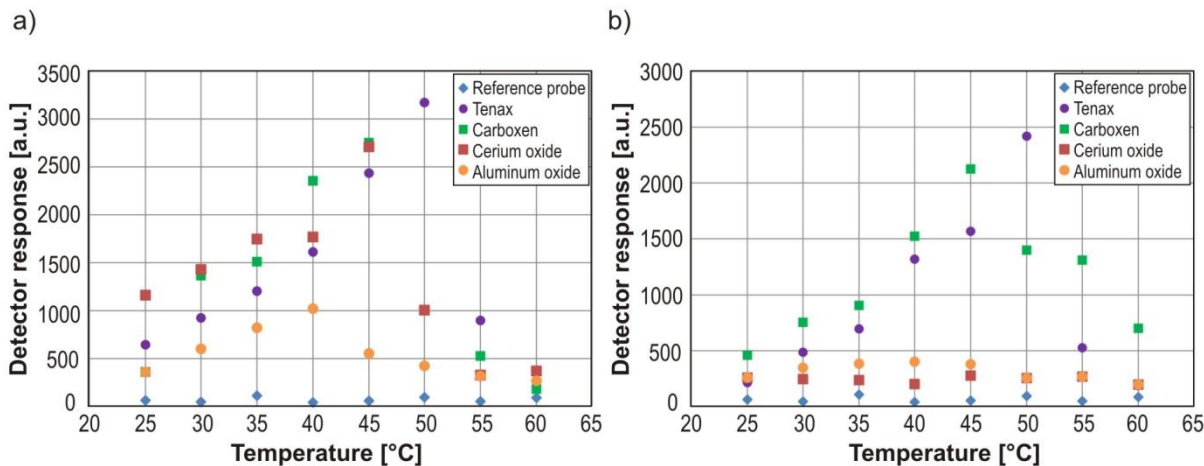 a)
3500
3000
2500
2000
1500
1000
500
0
20 25 30 35 40 45 50 55 60 65
Detector response [a.u.]
Temperature [°C]
Reference probe
Tenax
Carboxen
Cerium oxide
Aluminum oxide
b)
3000
2500
2000
1500
1000
500
0
20 25 30 35 40 45 50 55 60 65
Detector response [a.u.]
Temperature [°C]
Reference probe
Tenax
Carboxen
Cerium oxide
Aluminum oxide